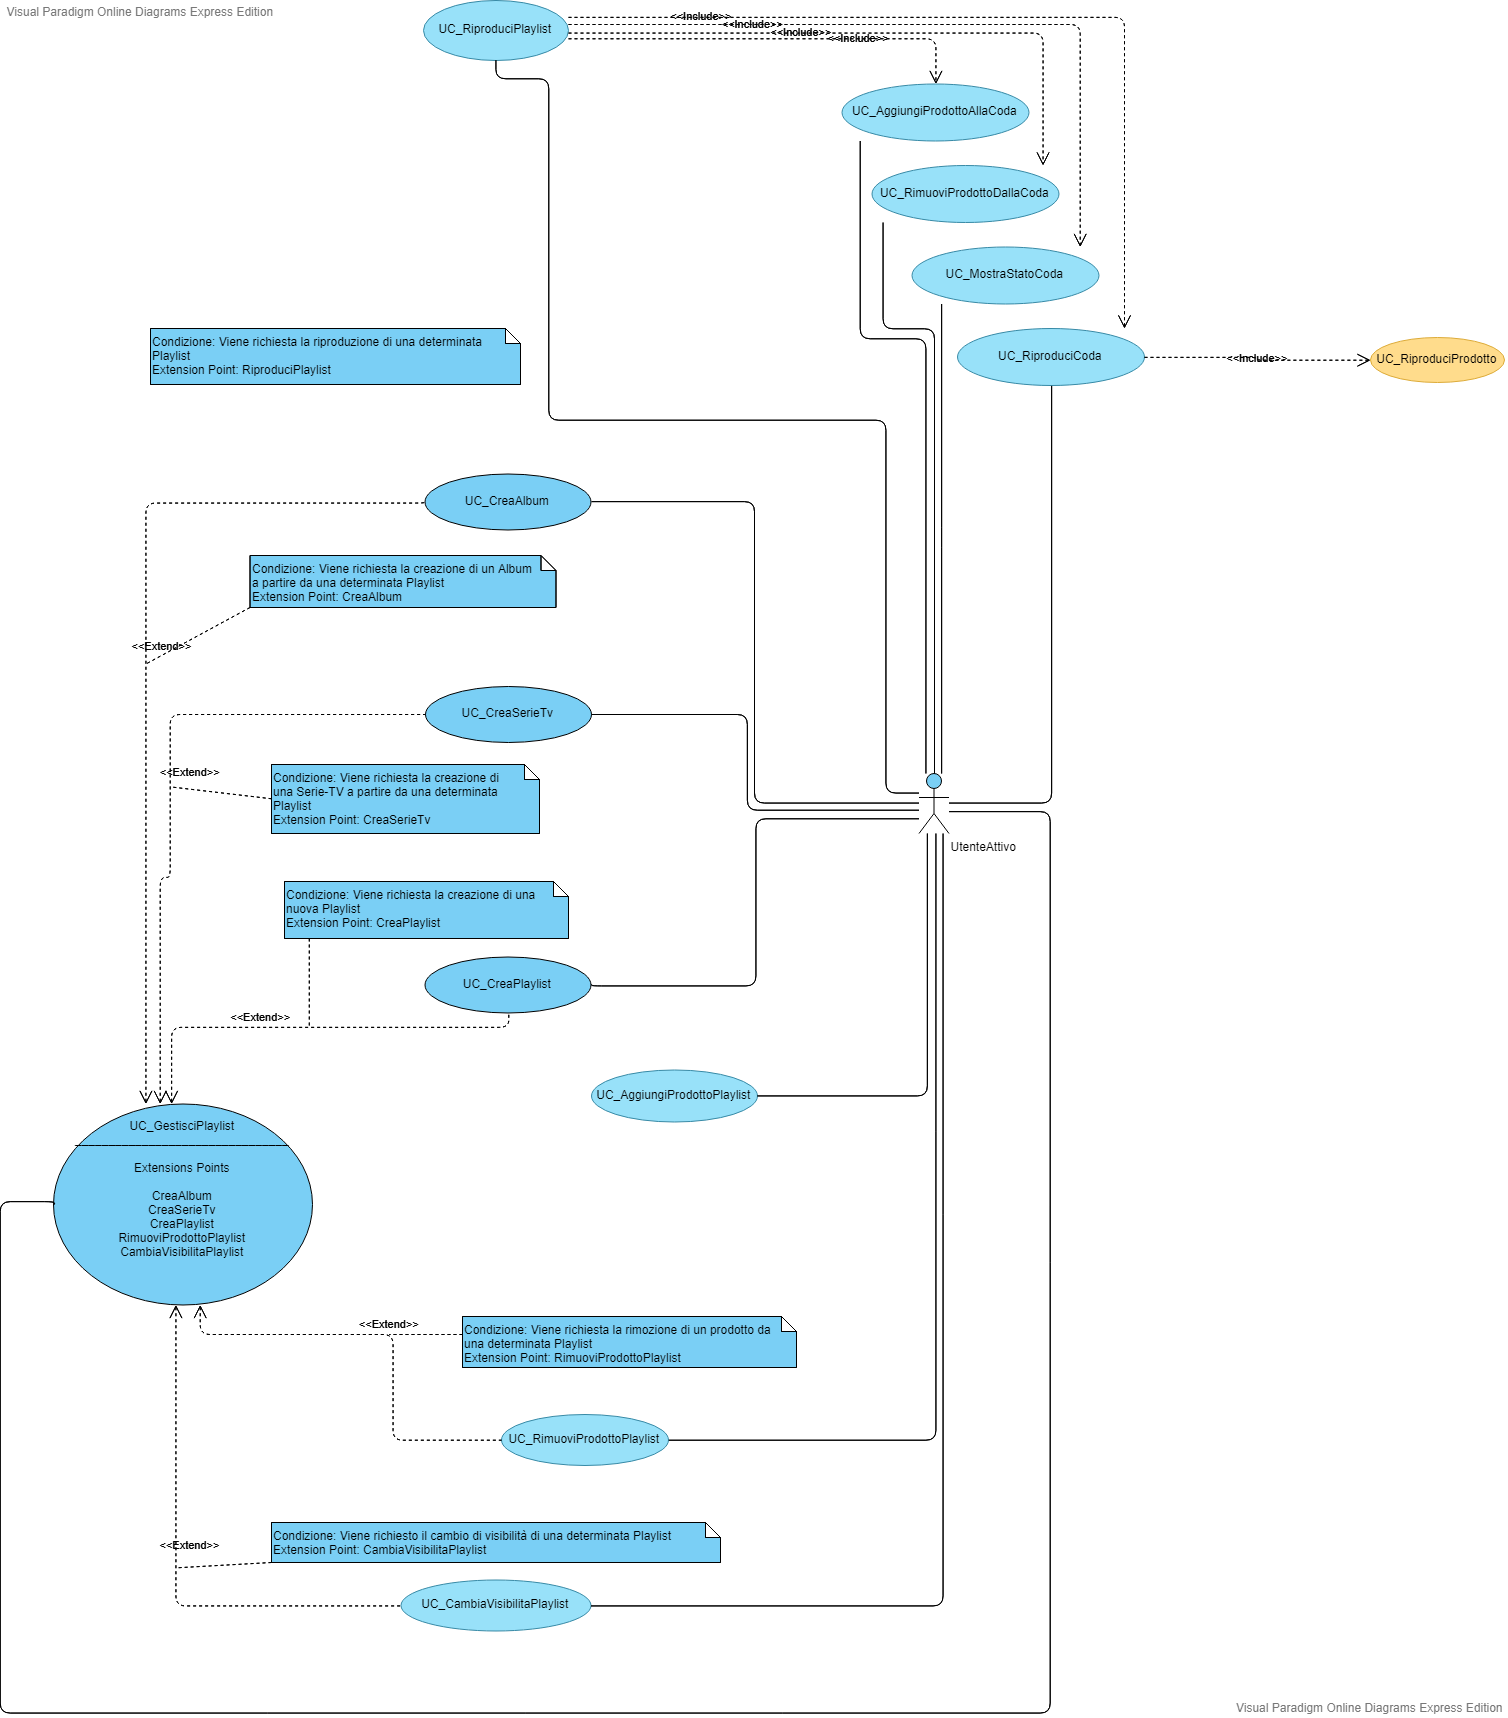 Visual Paradigm Online Diagrams Express Edition
UC_RiproduciPlaylist
<<Include>>
<<Include>>
<<Include>>
<<Include>>
UC_AggiungiProdottoAllaCoda
UC_RimuoviProdottoDallaCoda
UC_MostraStatoCoda
UC_RiproduciCoda
<<Include>>
UC_RiproduciProdotto
Condizione: Viene richiesta la riproduzione di una determinata
Playlist
Extension Point: RiproduciPlaylist
UC_CreaAlbum
Condizione: Viene richiesta la creazione di un Album
a partire da una determinata Playlist
Extension Point: CreaAlbum
<<Extend>>
UC_CreaSerieTv
<<Extend>>
Condizione: Viene richiesta la creazione di
una Serie-TV a partire da una determinata
Playlist
Extension Point: CreaSerieTv
UtenteAttivo
Condizione: Viene richiesta la creazione di una
nuova Playlist
Extension Point: CreaPlaylist
UC_CreaPlaylist
<<Extend>>
UC_AggiungiProdottoPlaylist
UC_GestisciPlaylist
Extensions Points
CreaAlbum
CreaSerieTv
CreaPlaylist
RimuoviProdottoPlaylist
CambiaVisibilitaPlaylist
<<Extend>>
Condizione: Viene richiesta la rimozione di un prodotto da
una determinata Playlist
Extension Point: RimuoviProdottoPlaylist
UC_RimuoviProdottoPlaylist
Condizione: Viene richiesto il cambio di visibilità di una determinata Playlist
Extension Point: CambiaVisibilitaPlaylist
<<Extend>>
UC_CambiaVisibilitaPlaylist
Visual Paradigm Online Diagrams Express Edition